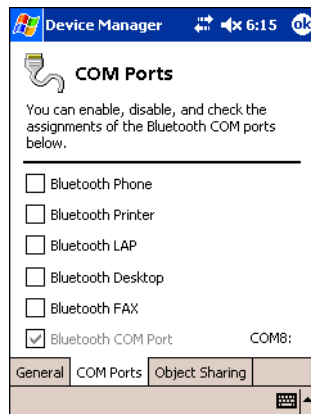 Device Manager 6:15 ok
COM Ports
You can enable, disable, and check the
assignments of the Bluetooth COM ports
below.
Bluetooth Phone
Bluetooth Printer
Bluetooth LAP
Bluetooth Desktop
Bluetooth FAX
Bluetooth COM Port COM8:
General COM Ports Object Sharing